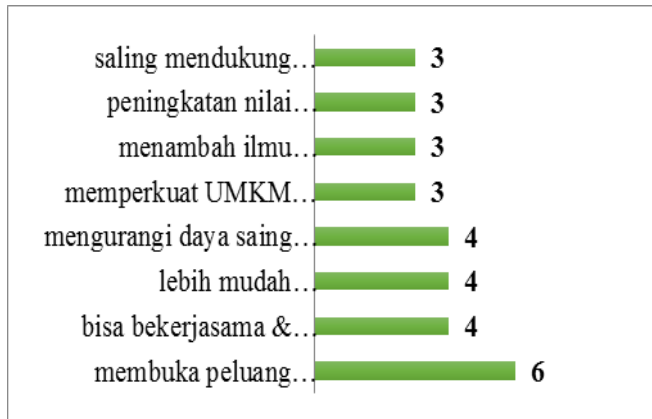 saling mendukung… 3
peningkatan nilai… 3
menambah ilmu… 3
memperkuat UMKM… 3
mengurangi daya saing… 4
lebih mudah… 4
bisa bekerjasama &… 4
membuka peluang… 6